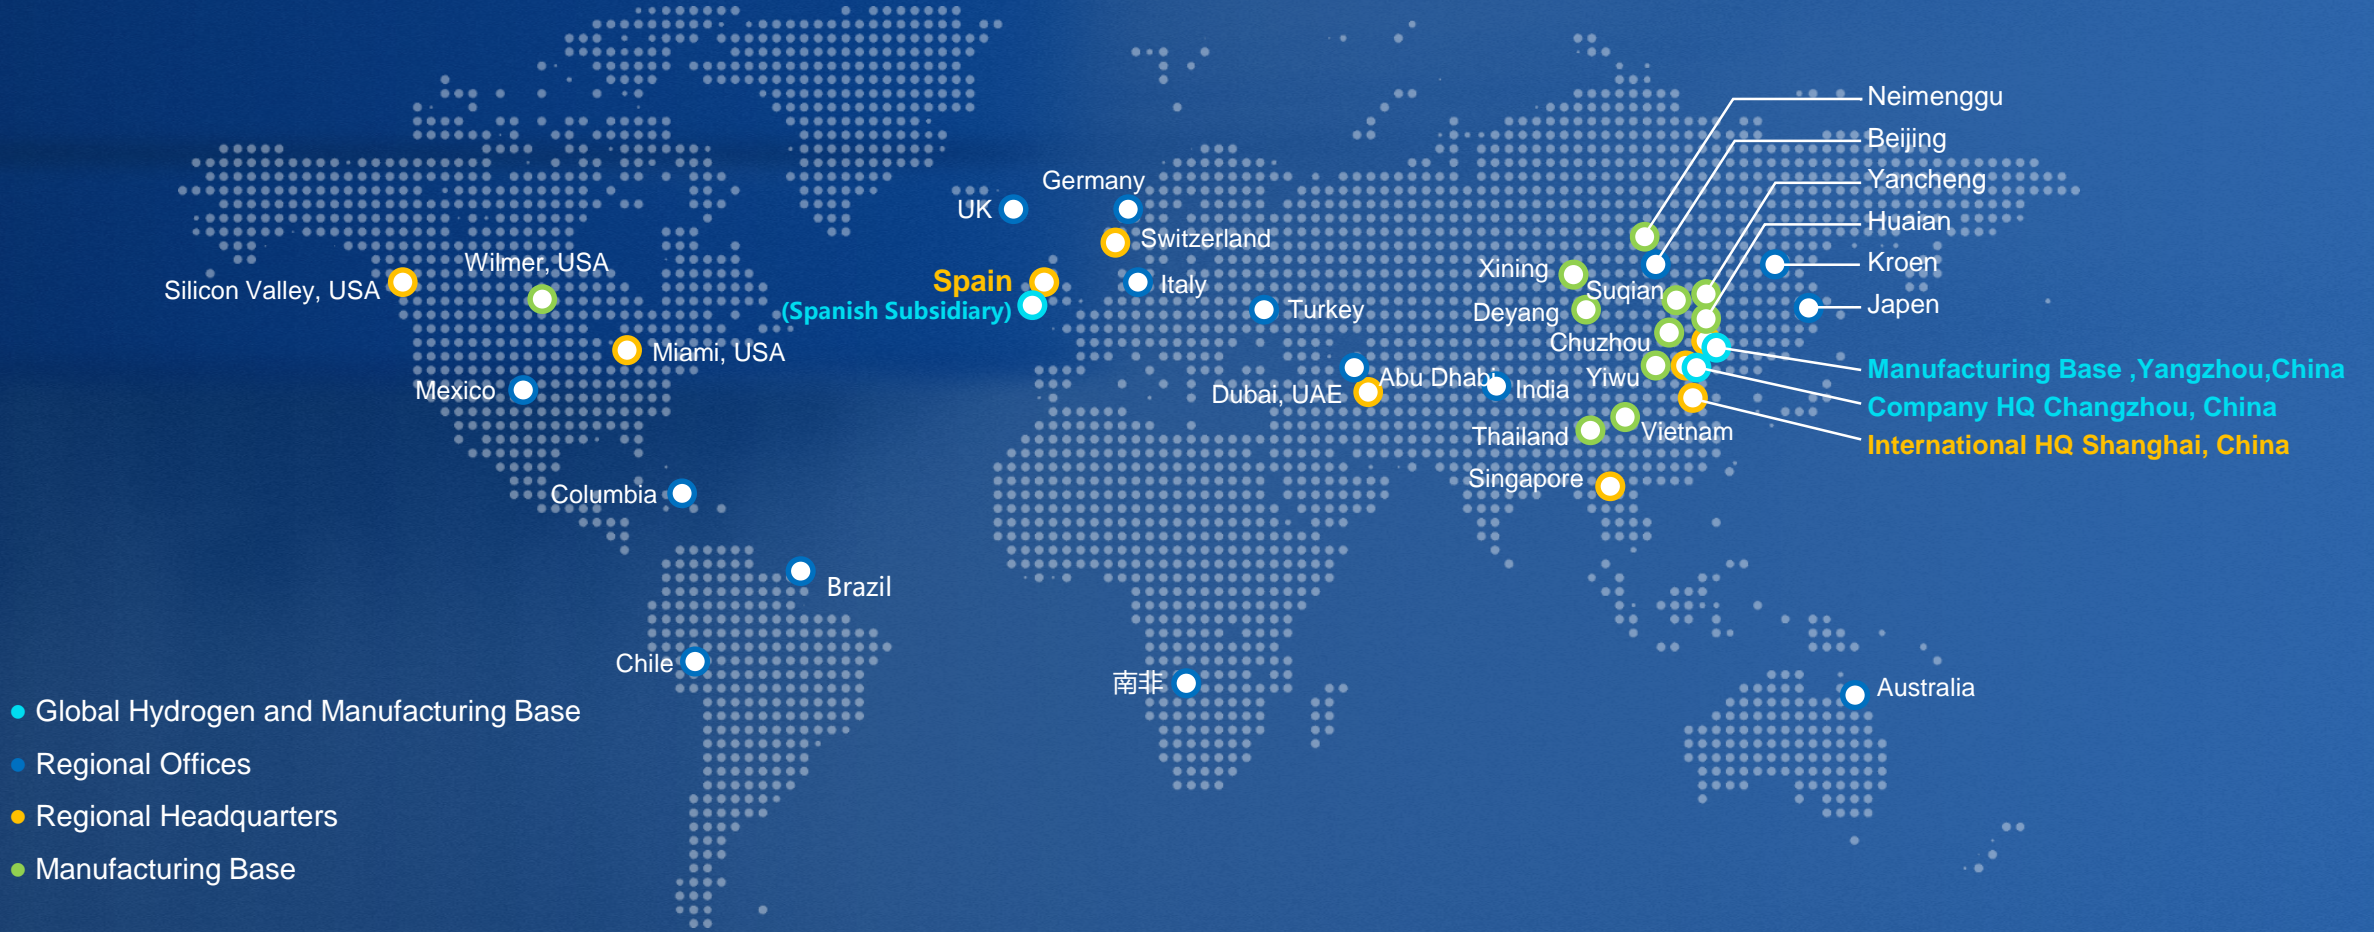 Neimenggu
Beijing
Yancheng
Huaian
Kroen
Japen
Manufacturing Base ,Yangzhou,China
Company HQ Changzhou, China
International HQ Shanghai, China
Germany
UK
Switzerland
Spain
(Spanish Subsidiary)
Italy
Turkey
Silicon Valley, USA
Wilmer, USA
Miami, USA
Mexico
Columbia
Brazil
Chile
南非
Abu Dhabi
Dubai, UAE
India
Xining
Suqian
Deyang
Chuzhou
Yiwu
Thailand
Vietnam
Singapore
Australia
Global Hydrogen and Manufacturing Base
Regional Offices
Regional Headquarters
Manufacturing Base